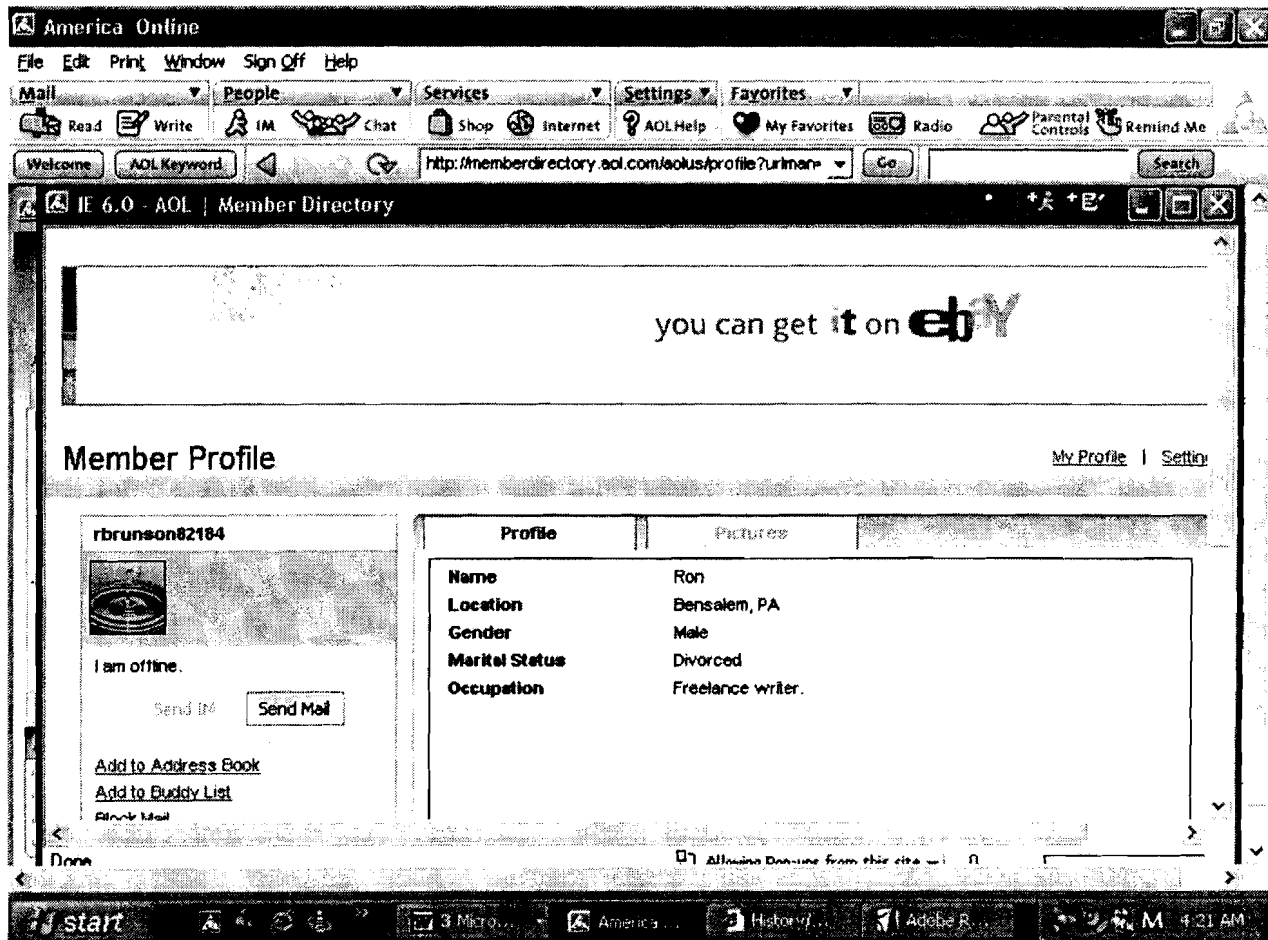 America Online
File Edit Print Window Sign Off Help
Mail People Services Settings Favorites
Read Write IM Chat Shop Internet AOL Help My Favorites Radio Parental Controls Remind Me
Welcome AOL Keyword http://memberdirectory.aol.com/aolus/profile?urlnam= Go Search
IE 6.0 - AOL | Member Directory
you can get it on ebay
Member Profile My Profile | Settin
rbrunson82184 Profile Pictures
Name Ron
Location Bensalem, PA
Gender Male
I am offline. Marital Status Divorced
Occupation Freelance writer.
Send IM Send Mail
Add to Address Book
Add to Buddy List
Block Mail
Done Allowing Pop-ups from this site
start 3 Micro... America ... History/... Adobe R... M 4:21 AM